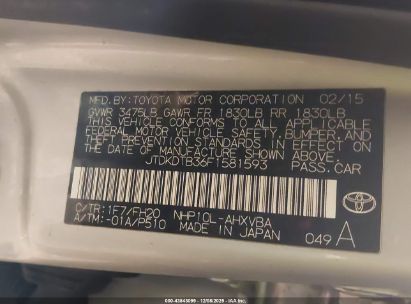 MFD. BY: TOYOTA MOTOR CORPORATION 02/15
GVWR 3475LB GAWR FR 1830LB RR 1830LB
THIS VEHICLE CONFORMS TO ALL APPLICABLE
FEDERAL MOTOR VEHICLE SAFETY, BUMPER, AND
THEFT PREVENTION STANDARDS IN EFFECT ON THE DATE
OF MANUFACTURE SHOWN ABOVE.
JTDKDTB36F1581593 PASS. CAR
C/TR: 1F7/FH20 NHP10L-AHXVBA
A/TM: -01A/P510 MADE IN JAPAN 049 A
TOYOTA